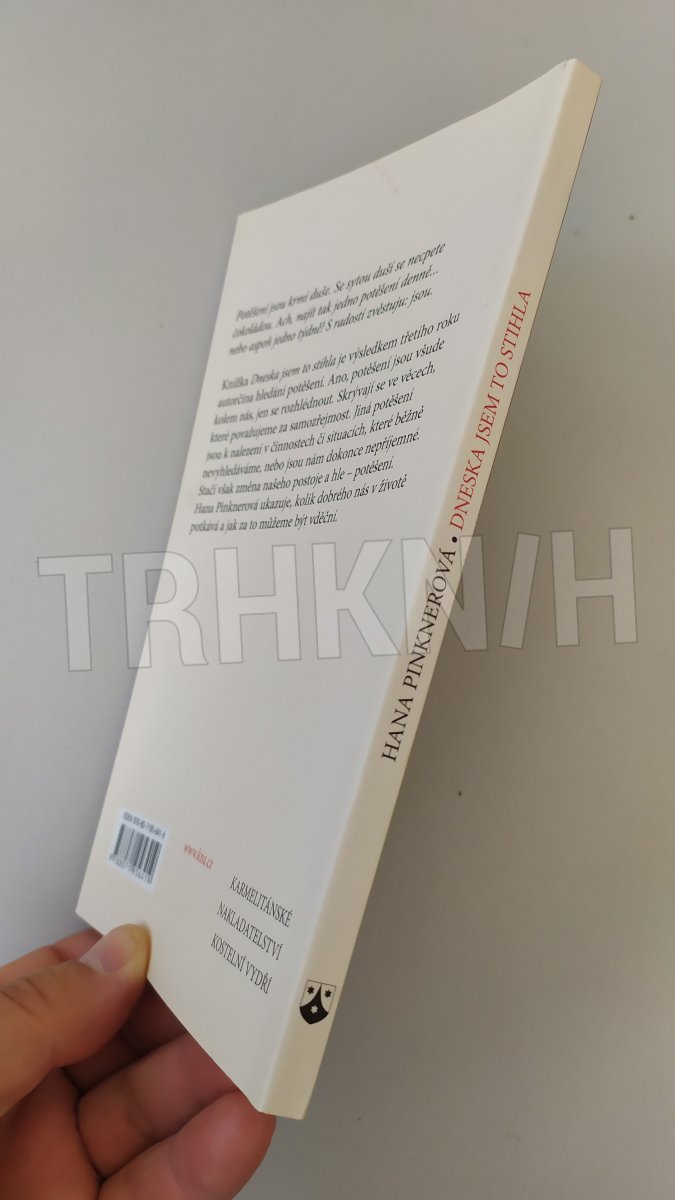 Potěšení jsou krmí duše. Se sytou duší se necpete
čokoládou. Ach, najít tak jedno potěšení denně...
nebo aspoň jedno týdně! S radostí zvěstuju: jsou.
Knížka Dneska jsem to stihla je výsledkem třetího roku
autorčina hledání potěšení. Ano, potěšení jsou všude
kolem nás, jen se rozhlédnout. Skrývají se ve věcech,
které považujeme za samozřejmost. Jiná potěšení
jsou k nalezení v činnostech či situacích, které běžně
nevyhledáváme, nebo jsou nám dokonce nepříjemné.
Stačí však změna našeho postoje a hle – potěšení.
Hana Pinknerová ukazuje, kolik dobrého nás v životě
potkává a jak za to můžeme být vděční.
HANA PINKNEROVÁ • DNESKA JSEM TO STIHLA
TRHKNIH
www.kna.cz
KARMELITÁNSKÉ
NAKLADATELSTVÍ
KOSTELNÍ VYDŘÍ